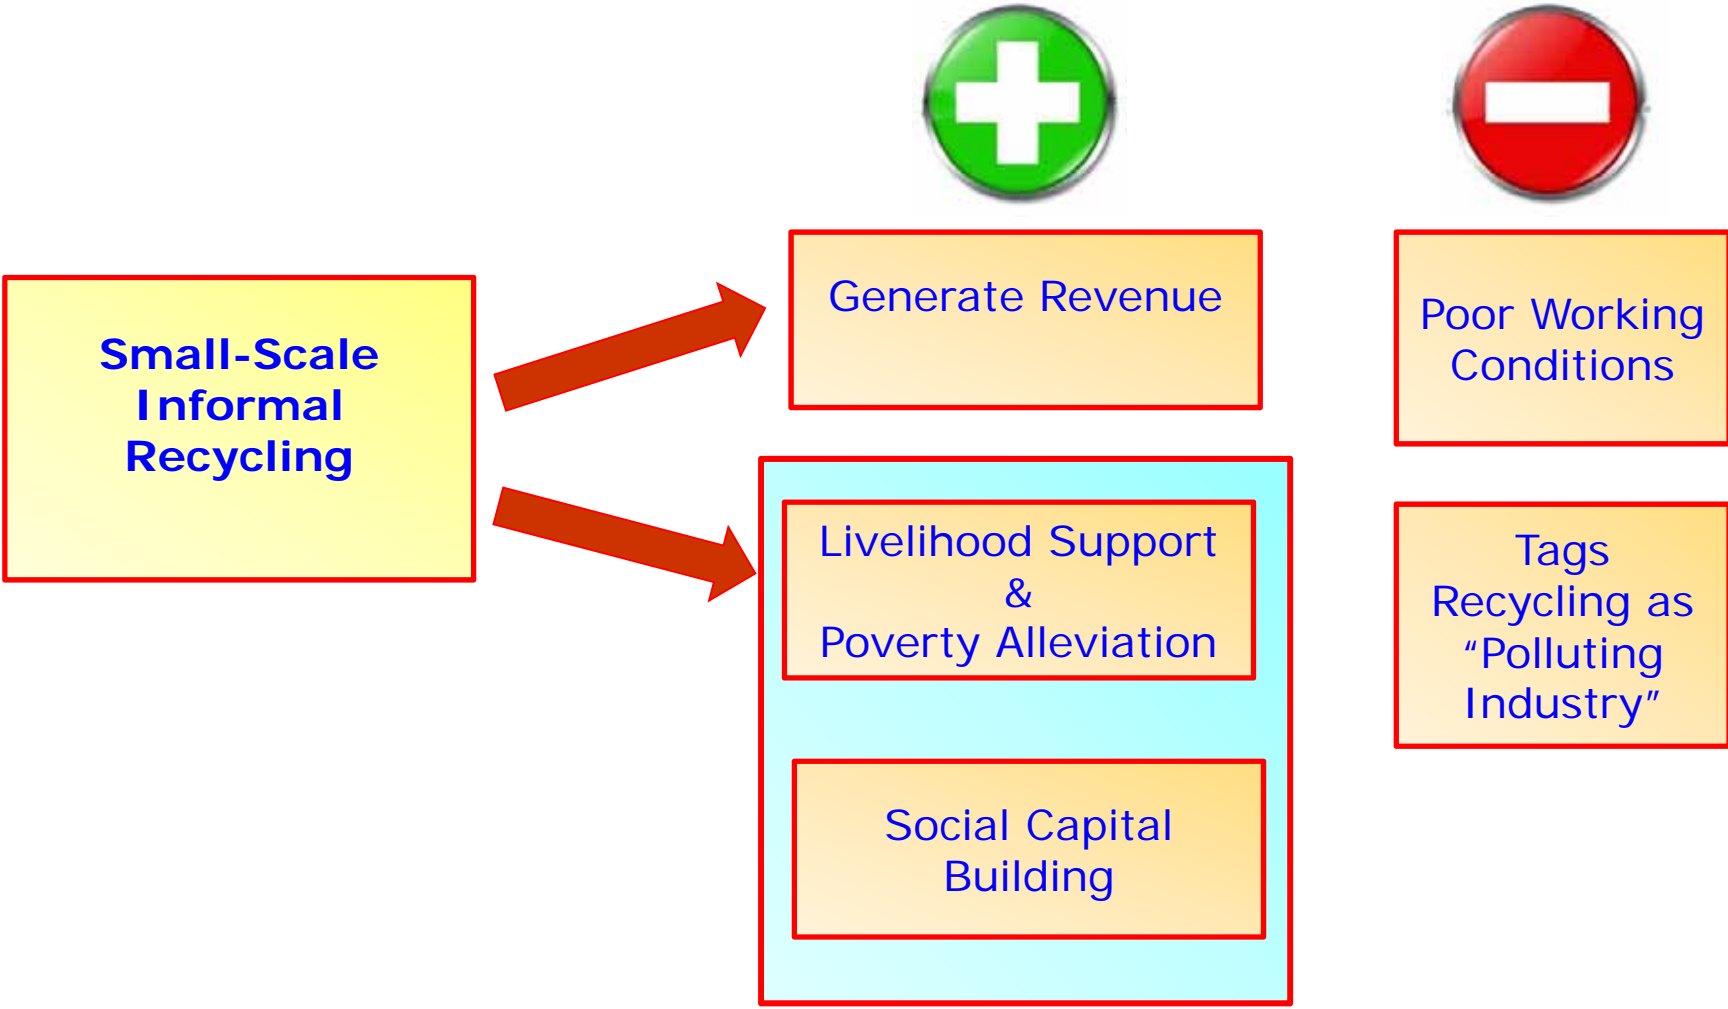 Small-Scale
Informal
Recycling
Generate Revenue
Livelihood Support
&
Poverty Alleviation
Social Capital
Building
Poor Working
Conditions
Tags
Recycling as
“Polluting
Industry”